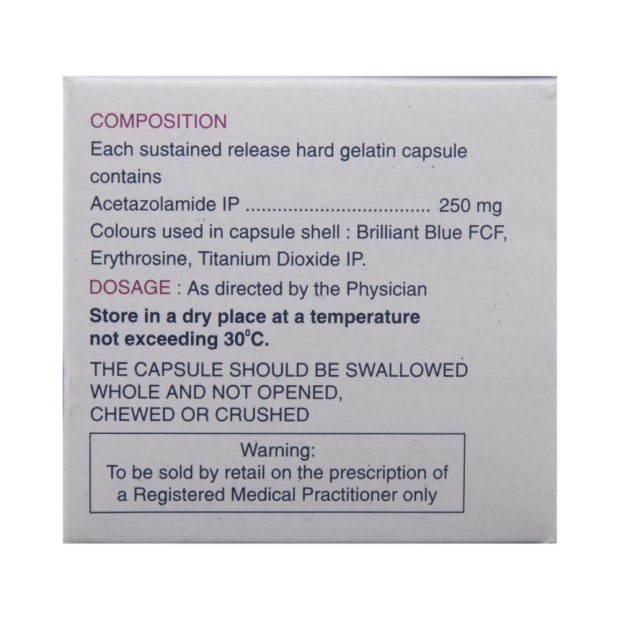 COMPOSITION
Each sustained release hard gelatin capsule
contains
Acetazolamide IP ................................... 250 mg
Colours used in capsule shell : Brilliant Blue FCF,
Erythrosine, Titanium Dioxide IP.
DOSAGE : As directed by the Physician
Store in a dry place at a temperature
not exceeding 30⁰C.
THE CAPSULE SHOULD BE SWALLOWED
WHOLE AND NOT OPENED,
CHEWED OR CRUSHED
Warning:
To be sold by retail on the prescription of
a Registered Medical Practitioner only